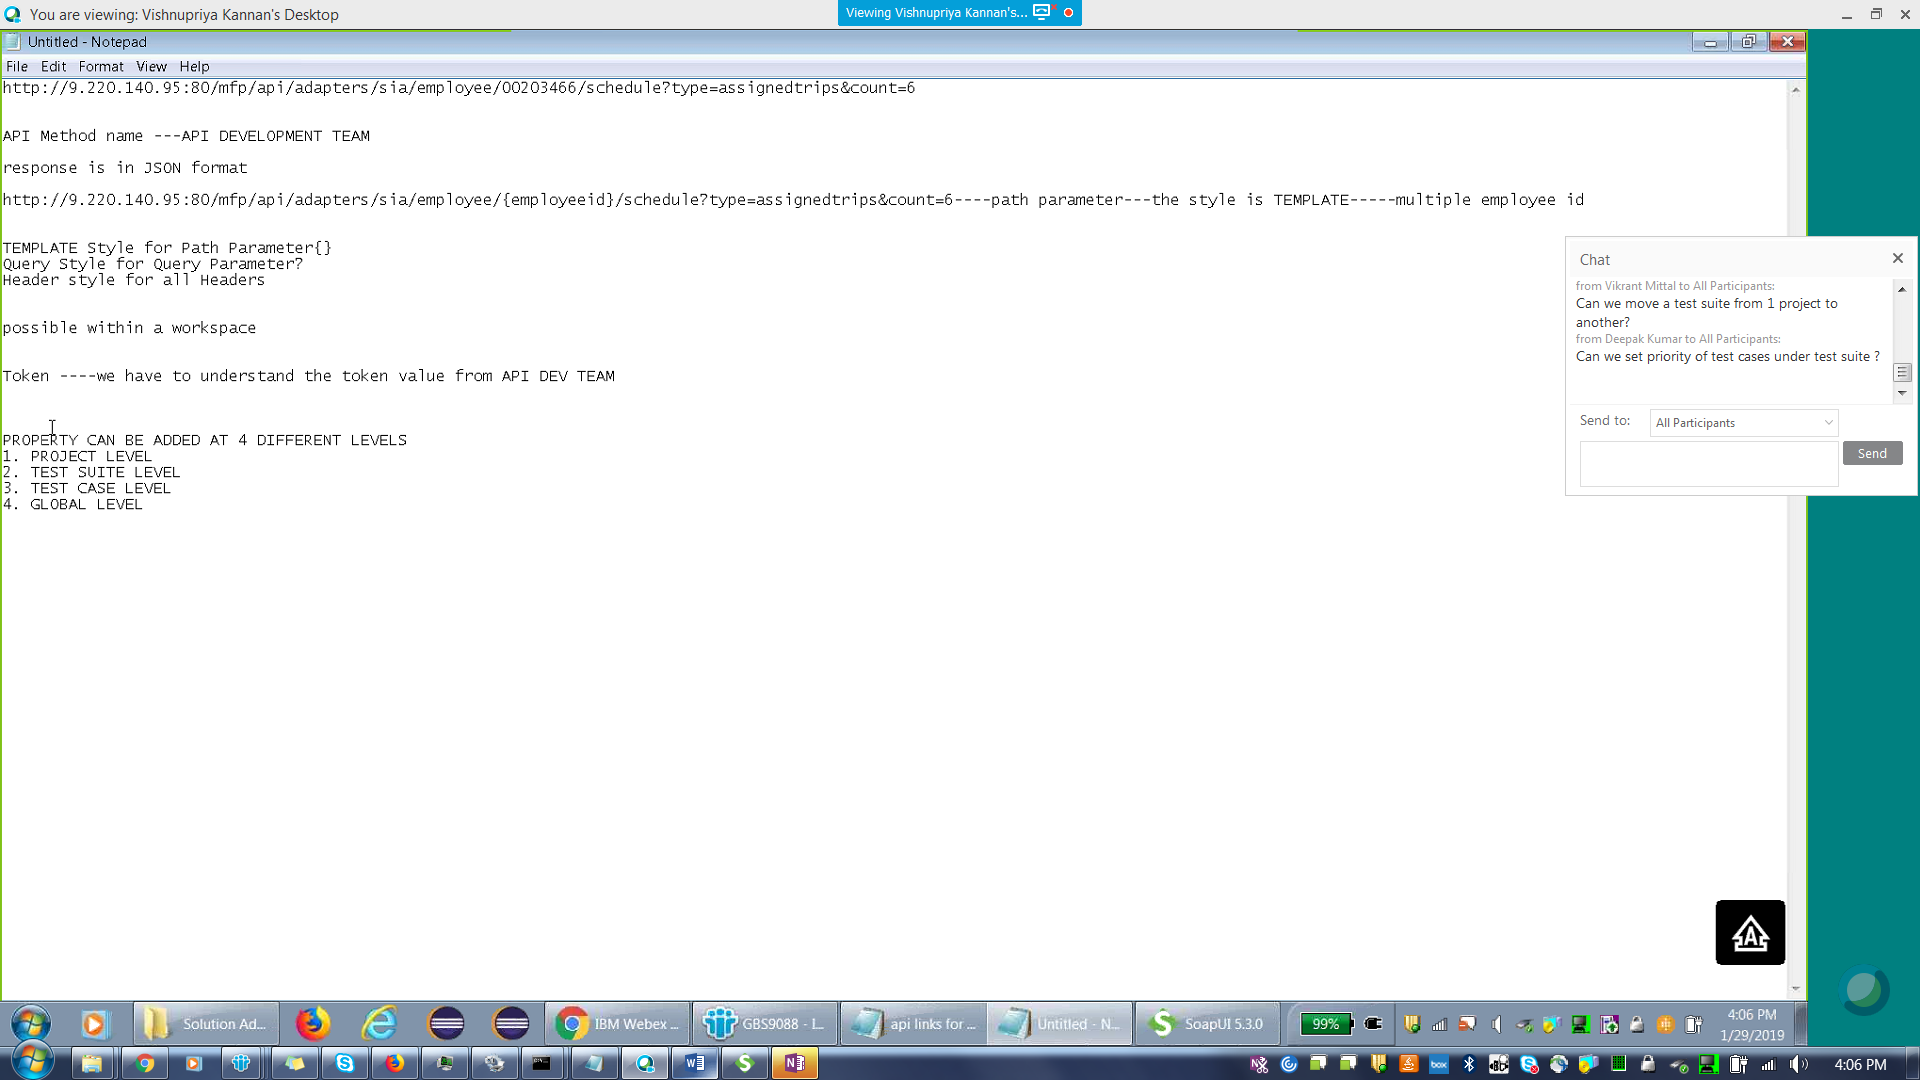 You are viewing: Vishnupriya Kannan's Desktop
Viewing Vishnupriya Kannan's...
Untitled - Notepad
File Edit Format View Help
http://9.220.140.95:80/mfp/api/adapters/sia/employee/00203466/schedule?type=assignedtrips&count=6
API Method name ---API DEVELOPMENT TEAM
response is in JSON format
http://9.220.140.95:80/mfp/api/adapters/sia/employee/{employeeid}/schedule?type=assignedtrips&count=6----path parameter---the style is TEMPLATE-----multiple employee id
TEMPLATE Style for Path Parameter{}
Query Style for Query Parameter?
Header style for all Headers
possible within a workspace
Token ----we have to understand the token value from API DEV TEAM
PROPERTY CAN BE ADDED AT 4 DIFFERENT LEVELS
1. PROJECT LEVEL
2. TEST SUITE LEVEL
3. TEST CASE LEVEL
4. GLOBAL LEVEL
Chat
from Vikrant Mittal to All Participants:
Can we move a test suite from 1 project to
another?
from Deepak Kumar to All Participants:
Can we set priority of test cases under test suite ?
Send to: All Participants
Send
A
Solution Ad...
IBM Webex ...
GBS9088 - I...
api links for ...
Untitled - N...
SoapUI 5.3.0
99%
4:06 PM
1/29/2019
box
4:06 PM